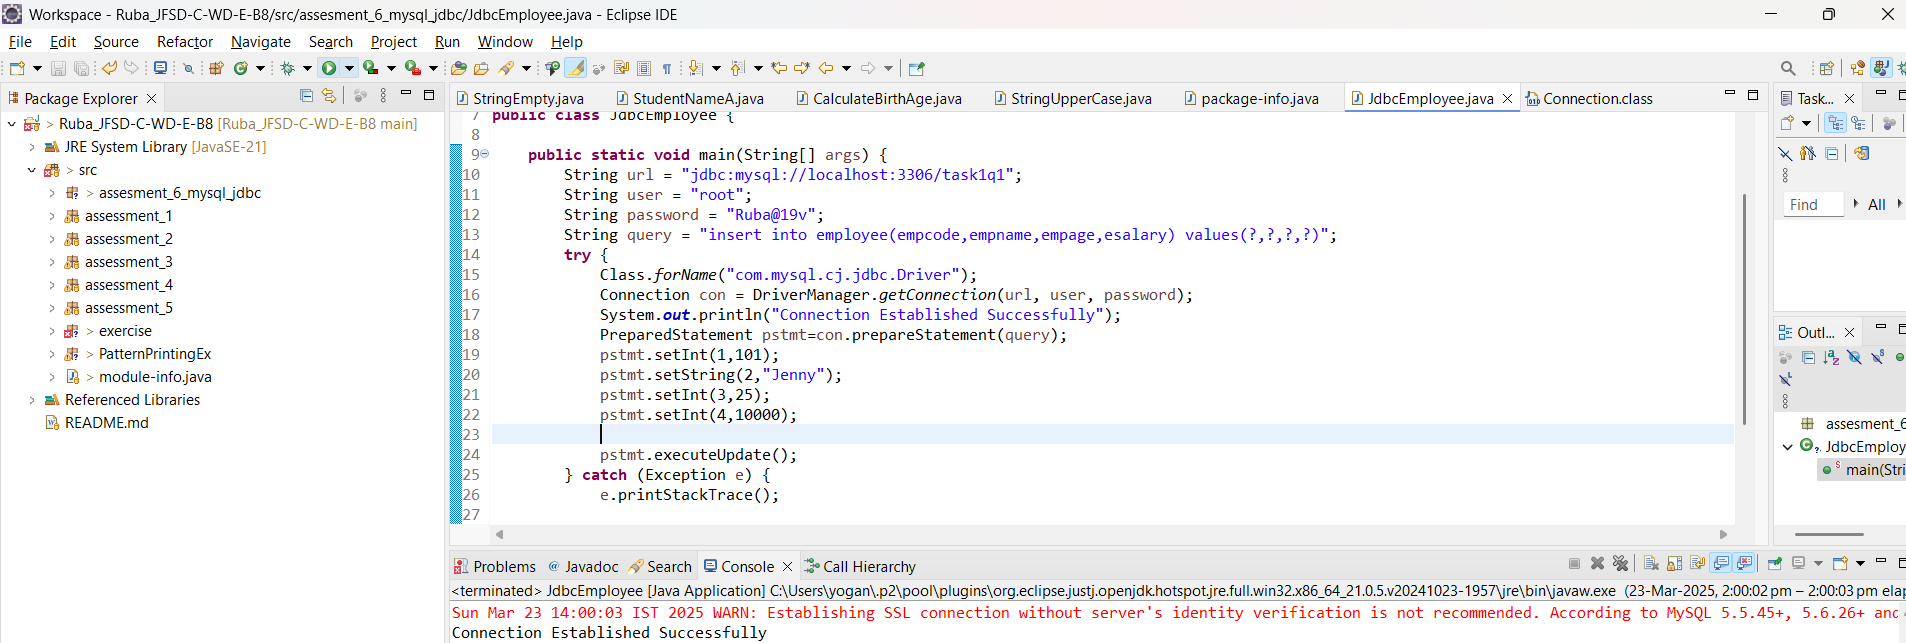 Workspace - Ruba_JFSD-C-WD-E-B8/src/assesment_6_mysql_jdbc/JdbcEmployee.java - Eclipse IDE
File Edit Source Refactor Navigate Search Project Run Window Help
Package Explorer
Ruba_JFSD-C-WD-E-B8 [Ruba_JFSD-C-WD-E-B8 main]
JRE System Library [JavaSE-21]
src
assesment_6_mysql_jdbc
assessment_1
assessment_2
assessment_3
assessment_4
assessment_5
exercise
PatternPrintingEx
module-info.java
Referenced Libraries
README.md
StringEmpty.java StudentNameA.java CalculateBirthAge.java StringUpperCase.java package-info.java JdbcEmployee.java Connection.class
7 public class JdbcEmployee {
8
9 public static void main(String[] args) {
10 String url = "jdbc:mysql://localhost:3306/task1q1";
11 String user = "root";
12 String password = "Ruba@19v";
13 String query = "insert into employee(empcode,empname,empage,esalary) values(?,?,?,?)";
14 try {
15 Class.forName("com.mysql.cj.jdbc.Driver");
16 Connection con = DriverManager.getConnection(url, user, password);
17 System.out.println("Connection Established Successfully");
18 PreparedStatement pstmt=con.prepareStatement(query);
19 pstmt.setInt(1,101);
20 pstmt.setString(2,"Jenny");
21 pstmt.setInt(3,25);
22 pstmt.setInt(4,10000);
23
24 pstmt.executeUpdate();
25 } catch (Exception e) {
26 e.printStackTrace();
27
Problems Javadoc Search Console Call Hierarchy
<terminated> JdbcEmployee [Java Application] C:\Users\yogan\.p2\pool\plugins\org.eclipse.justj.openjdk.hotspot.jre.full.win32.x86_64_21.0.5.v20241023-1957\jre\bin\javaw.exe (23-Mar-2025, 2:00:02 pm – 2:00:03 pm elap
Sun Mar 23 14:00:03 IST 2025 WARN: Establishing SSL connection without server's identity verification is not recommended. According to MySQL 5.5.45+, 5.6.26+ and
Connection Established Successfully
Task...
Find All
Outl...
assesment_6
JdbcEmploy
main(Stri